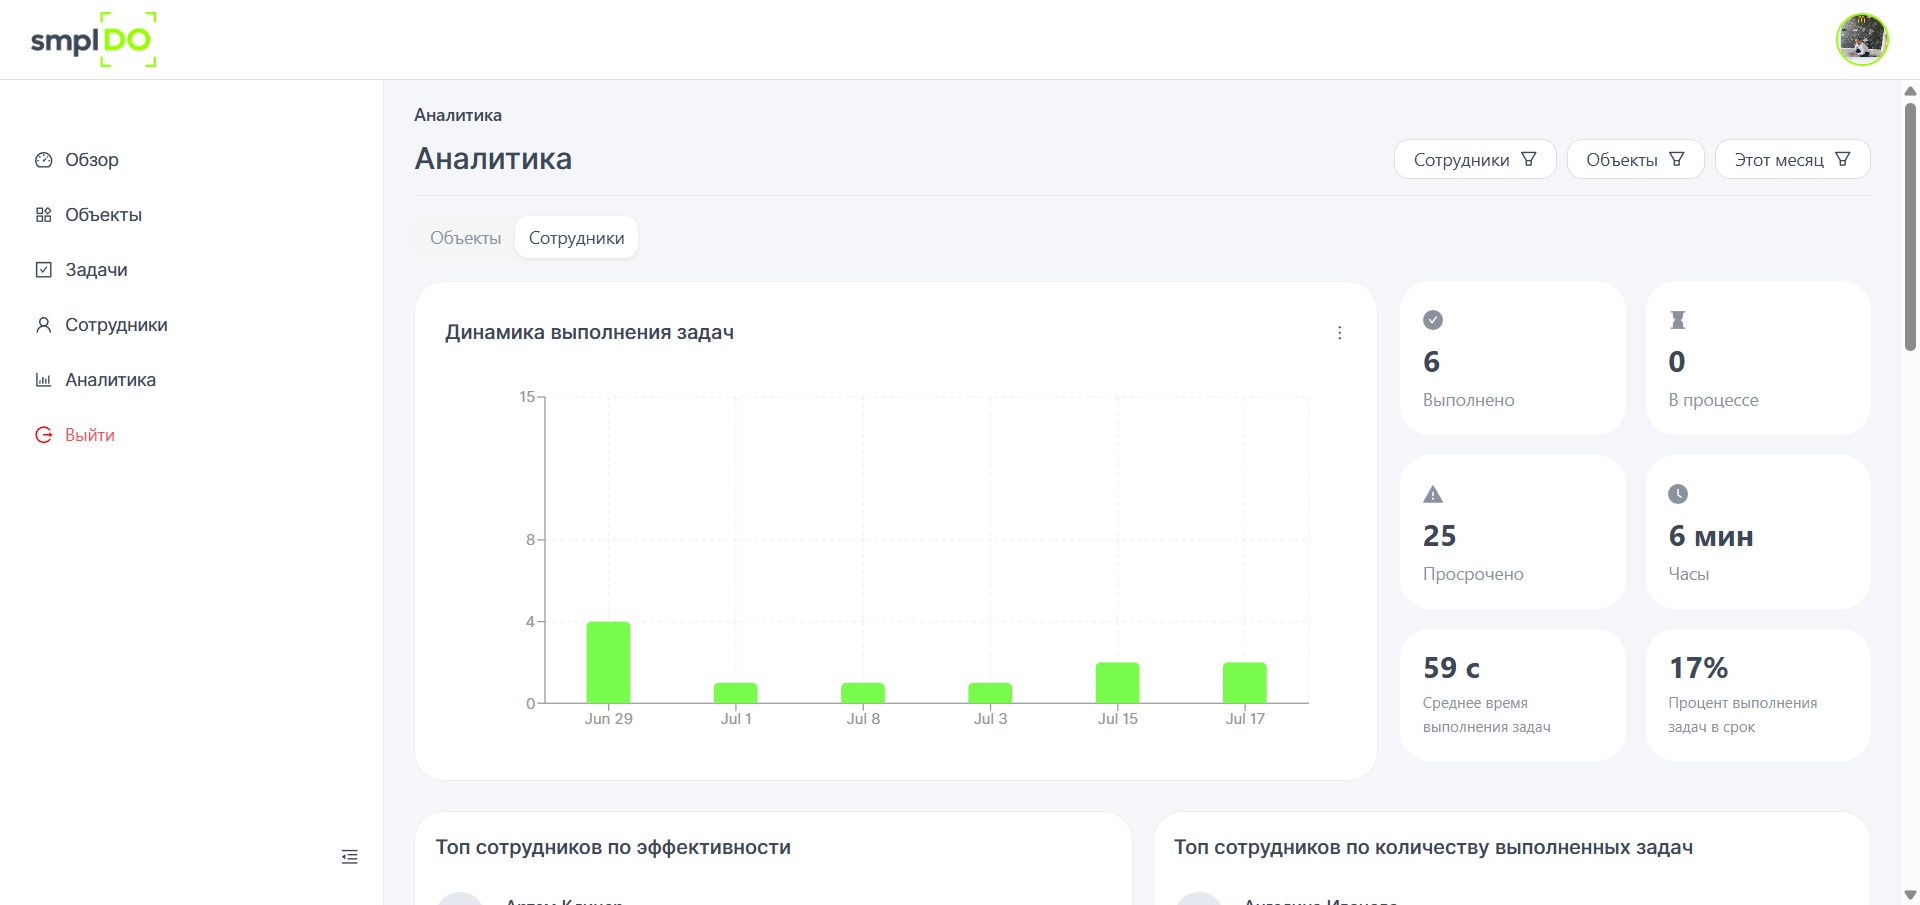 smplDO
Обзор
Объекты
Задачи
Сотрудники
Аналитика
Выйти
Аналитика
Аналитика
Сотрудники
Объекты
Этот месяц
Объекты
Сотрудники
Динамика выполнения задач
15
8
4
0
Jun 29
Jul 1
Jul 8
Jul 3
Jul 15
Jul 17
6
Выполнено
0
В процессе
25
Просрочено
6 мин
Часы
59 с
Среднее время
выполнения задач
17%
Процент выполнения
задач в срок
Топ сотрудников по эффективности
Топ сотрудников по количеству выполненных задач